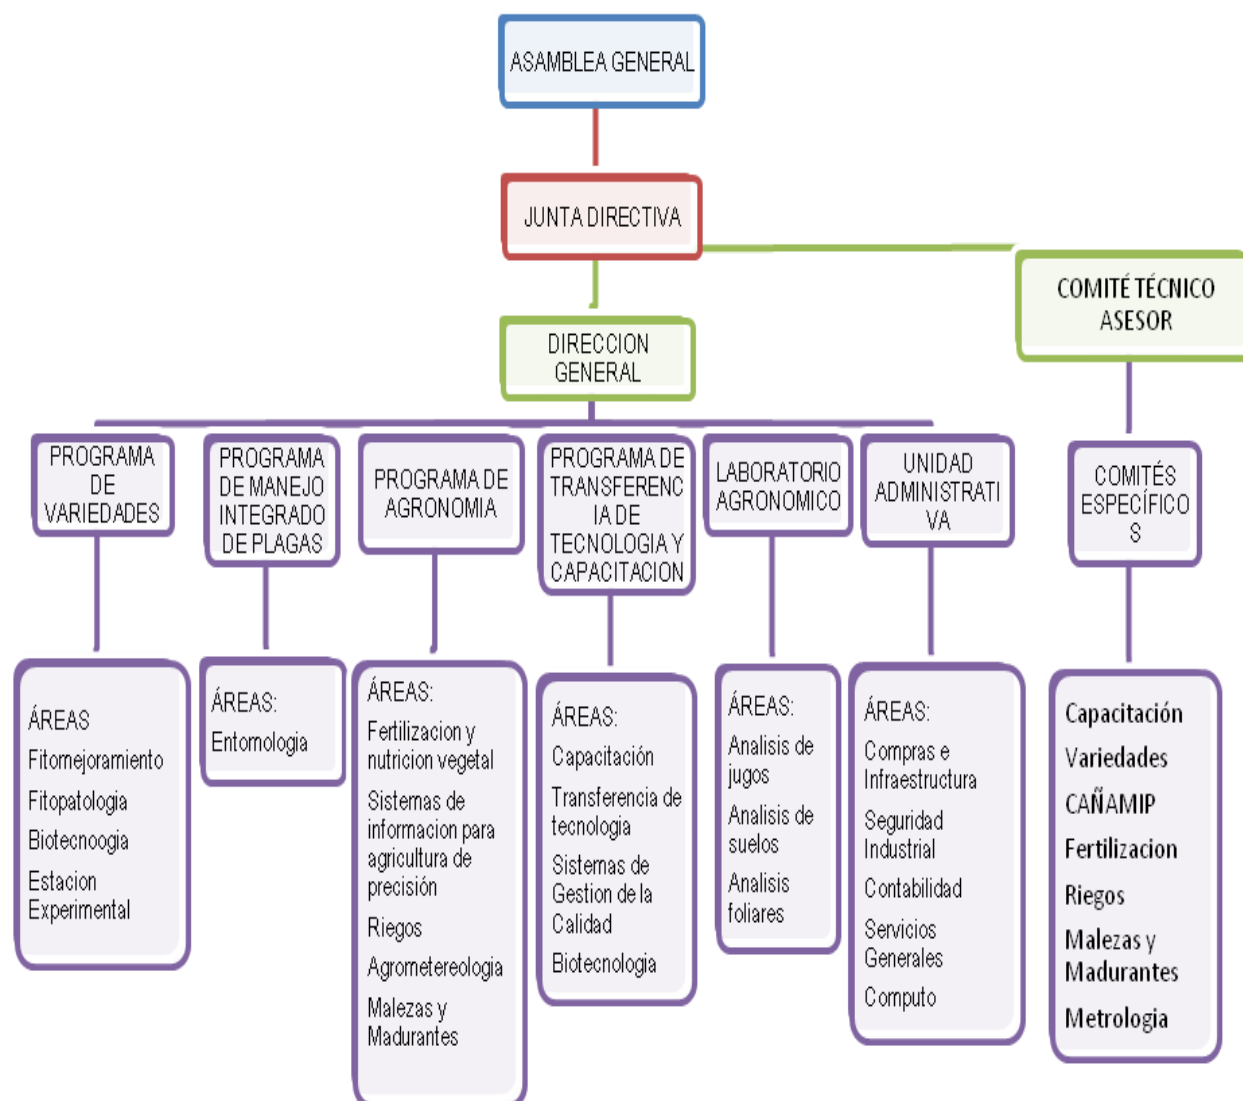 ASAMBLEA GENERAL
JUNTA DIRECTIVA
COMITÉ TÉCNICO
ASESOR
DIRECCION
GENERAL
PROGRAMA
DE
VARIEDADES
PROGRAMA
DE MANEJO
INTEGRADO
DE PLAGAS
PROGRAMA DE
AGRONOMIA
PROGRAMA DE
TRANSFERENC
IA DE
TECNOLOGIA Y
CAPACITACION
LABORATORIO
AGRONOMICO
UNIDAD
ADMINISTRATI
VA
COMITÉS
ESPECÍFICO
S
ÁREAS
Fitomejoramiento
Fitopatologia
Biotecnoogia
Estacion
Experimental
ÁREAS:
Entomologia
ÁREAS:
Fertilizacion y
nutricion vegetal
Sistemas de
informacion para
agricultura de
precisión
Riegos
Agrometereologia
Malezas y
Madurantes
ÁREAS:
Capacitación
Transferencia de
tecnologia
Sistemas de
Gestion de la
Calidad
Biotecnologia
ÁREAS:
Analisis de
jugos
Analisis de
suelos
Analisis
foliares
ÁREAS:
Compras e
Infraestructura
Seguridad
Industrial
Contabilidad
Servicios
Generales
Computo
Capacitación
Variedades
CAÑAMIP
Fertilizacion
Riegos
Malezas y
Madurantes
Metrologia